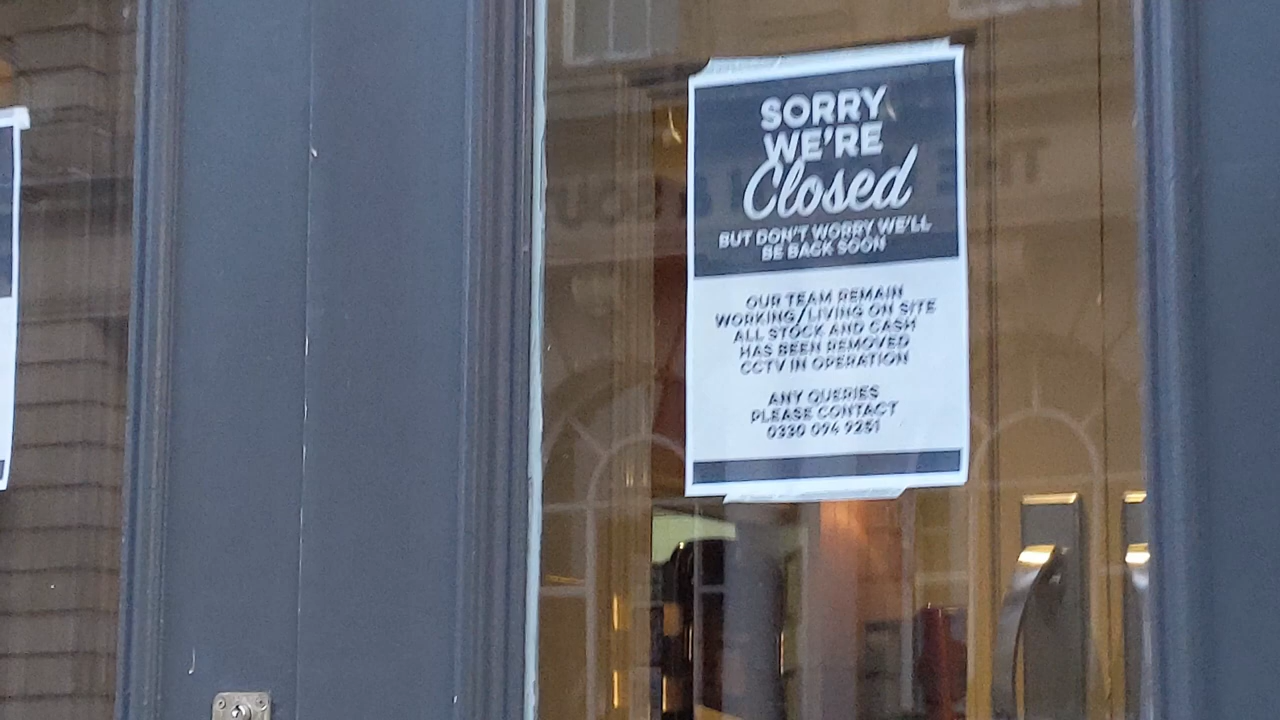 SORRY
WE'RE
Closed
BUT DON'T WORRY WE'LL
BE BACK SOON
OUR TEAM REMAIN
WORKING/LIVING ON SITE
ALL STOCK AND CASH
HAS BEEN REMOVED
CCTV IN OPERATION
ANY QUERIES
PLEASE CONTACT
0330 094 9251